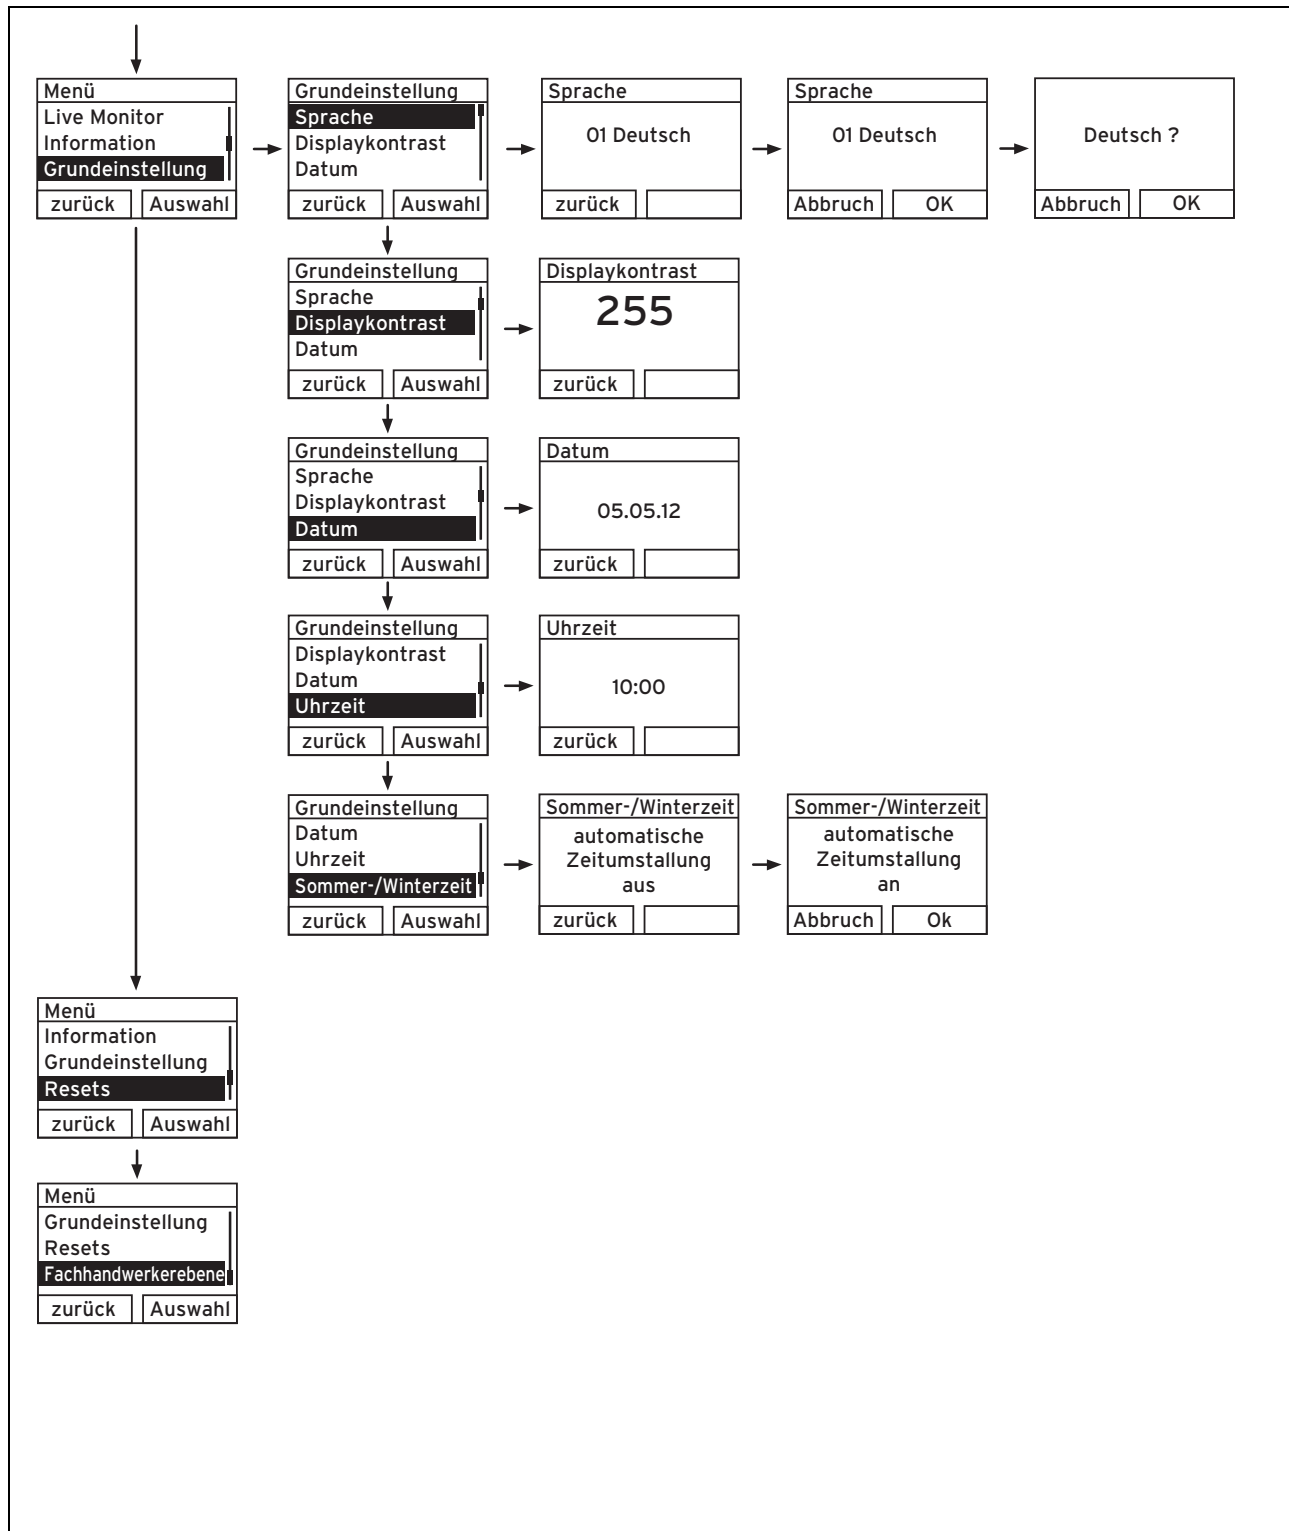 Menü
Live Monitor
Information
Grundeinstellung
zurück Auswahl
Grundeinstellung
Sprache
Displaykontrast
Datum
zurück Auswahl
Sprache
01 Deutsch
zurück
Sprache
01 Deutsch
Abbruch OK
Deutsch ?
Abbruch OK
Grundeinstellung
Sprache
Displaykontrast
Datum
zurück Auswahl
Displaykontrast
255
zurück
Grundeinstellung
Sprache
Displaykontrast
Datum
zurück Auswahl
Datum
05.05.12
zurück
Grundeinstellung
Displaykontrast
Datum
Uhrzeit
zurück Auswahl
Uhrzeit
10:00
zurück
Grundeinstellung
Datum
Uhrzeit
Sommer-/Winterzeit
zurück Auswahl
Sommer-/Winterzeit
automatische
Zeitumstallung
aus
zurück
Sommer-/Winterzeit
automatische
Zeitumstallung
an
Abbruch Ok
Menü
Information
Grundeinstellung
Resets
zurück Auswahl
Menü
Grundeinstellung
Resets
Fachhandwerkerebene
zurück Auswahl